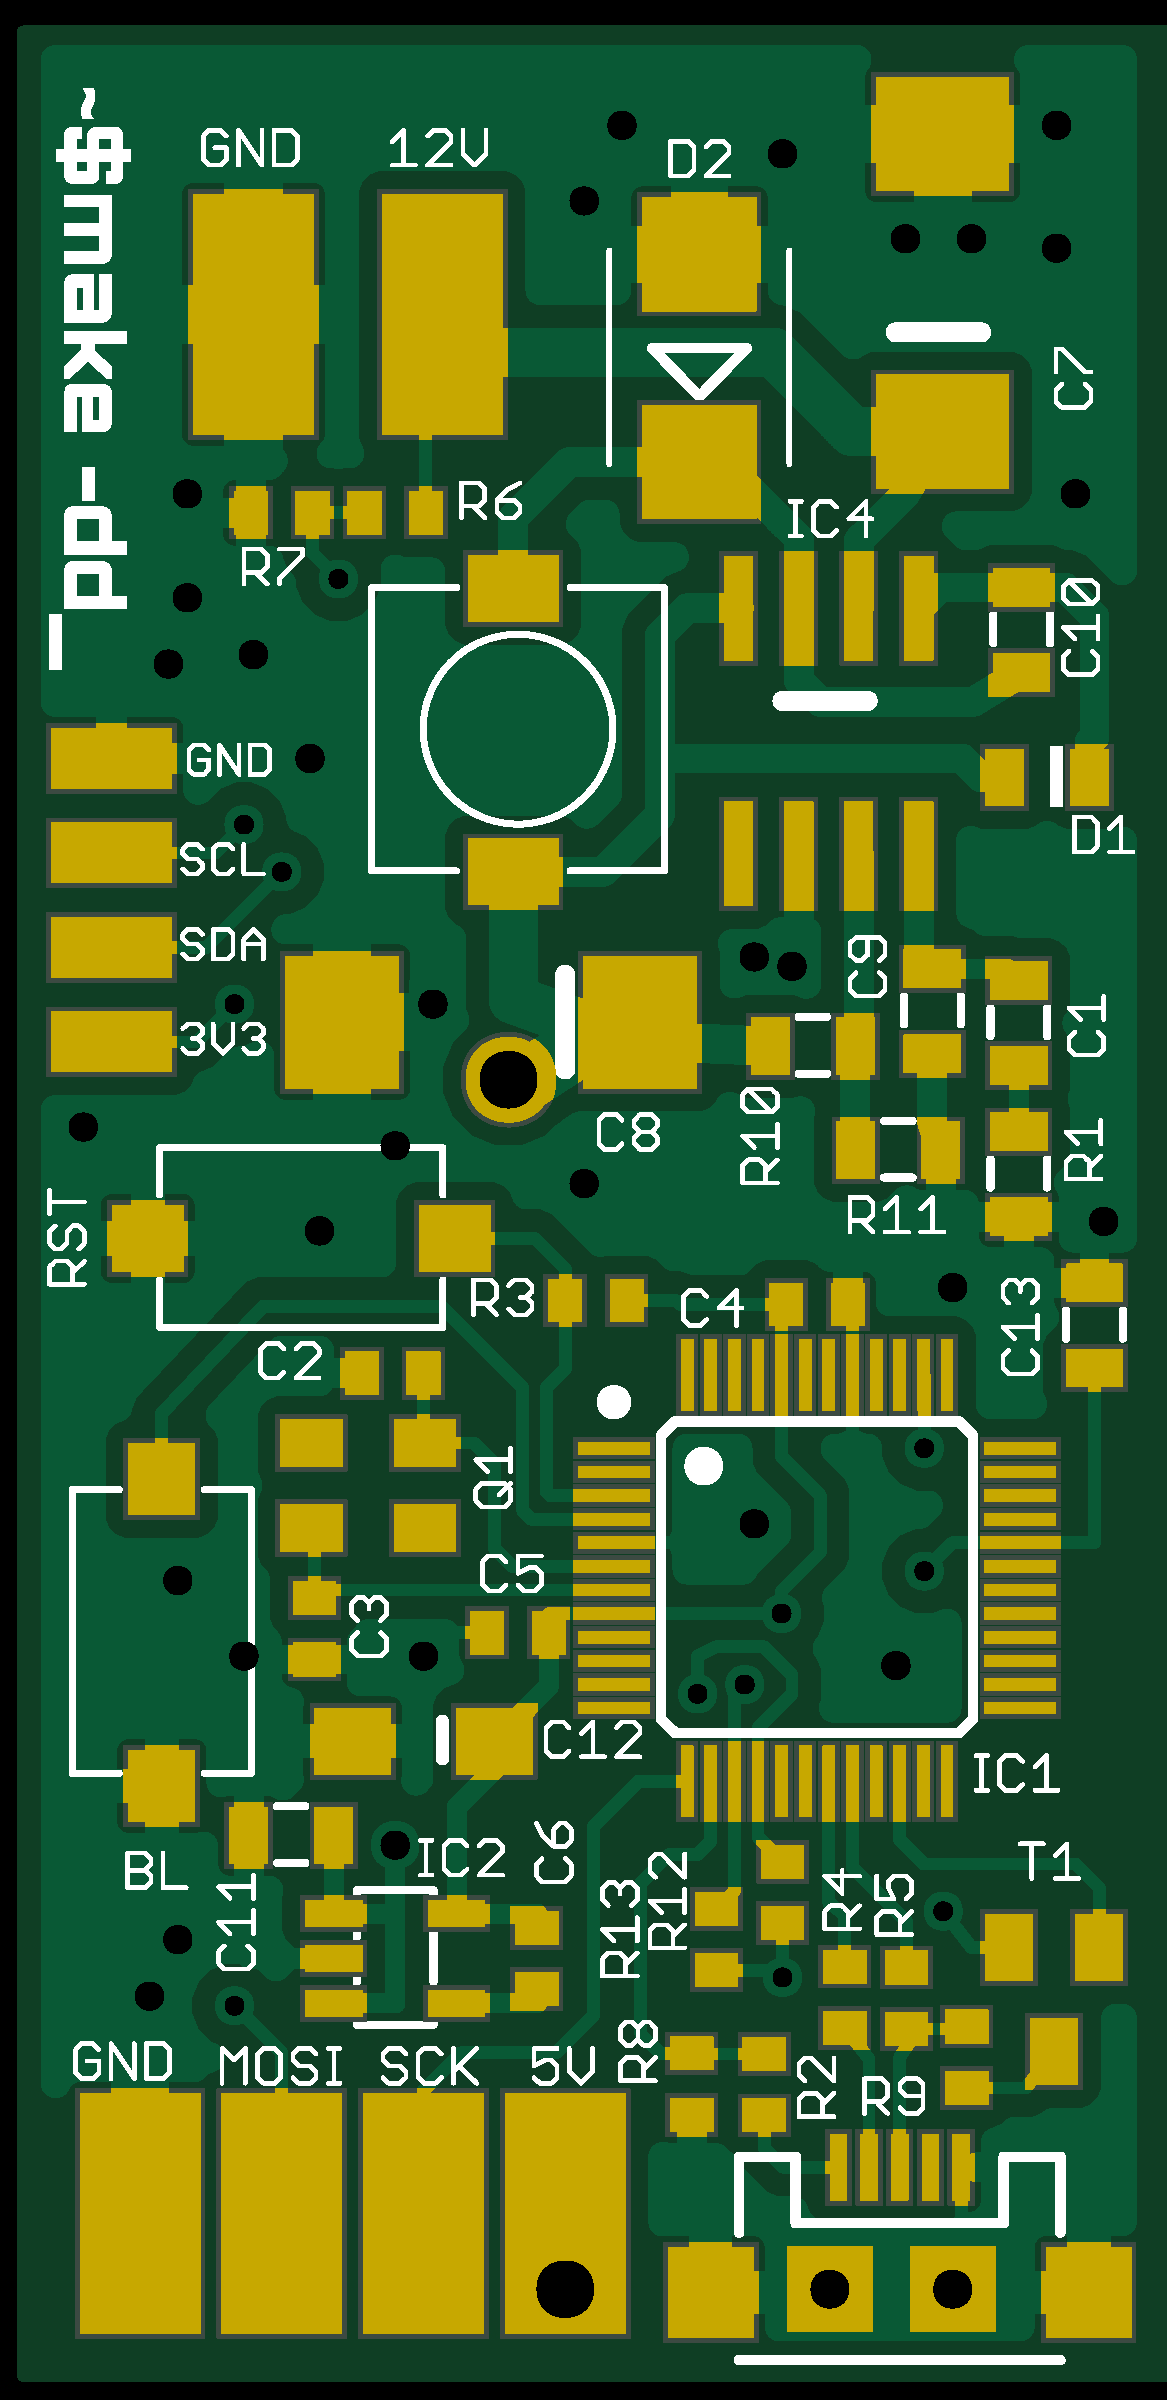 ~$make -dd_
GND
12V
D2
C7
R6
IC4
R7
C10
GND
D1
SCL
SDA
C9
3V3
C1
C8
R10
R1
RST
R11
R3
C4
C13
C2
Q1
C5
C3
C12
IC1
BL
IC2
C6
T1
C11
R13
R12
R4
R5
GND
MOSI
SCK
5V
R8
R2
R9